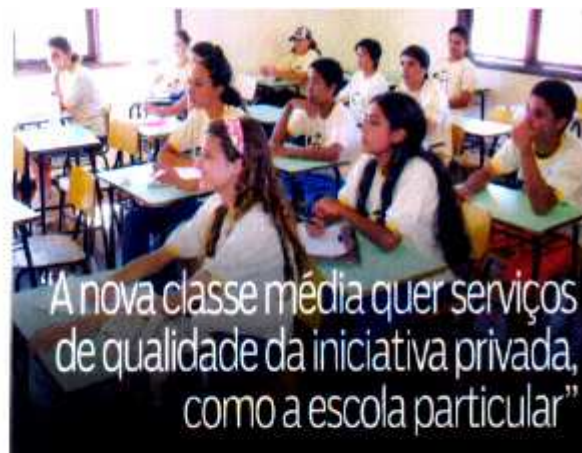 “A nova classe média quer serviços
de qualidade da iniciativa privada,
como a escola particular”